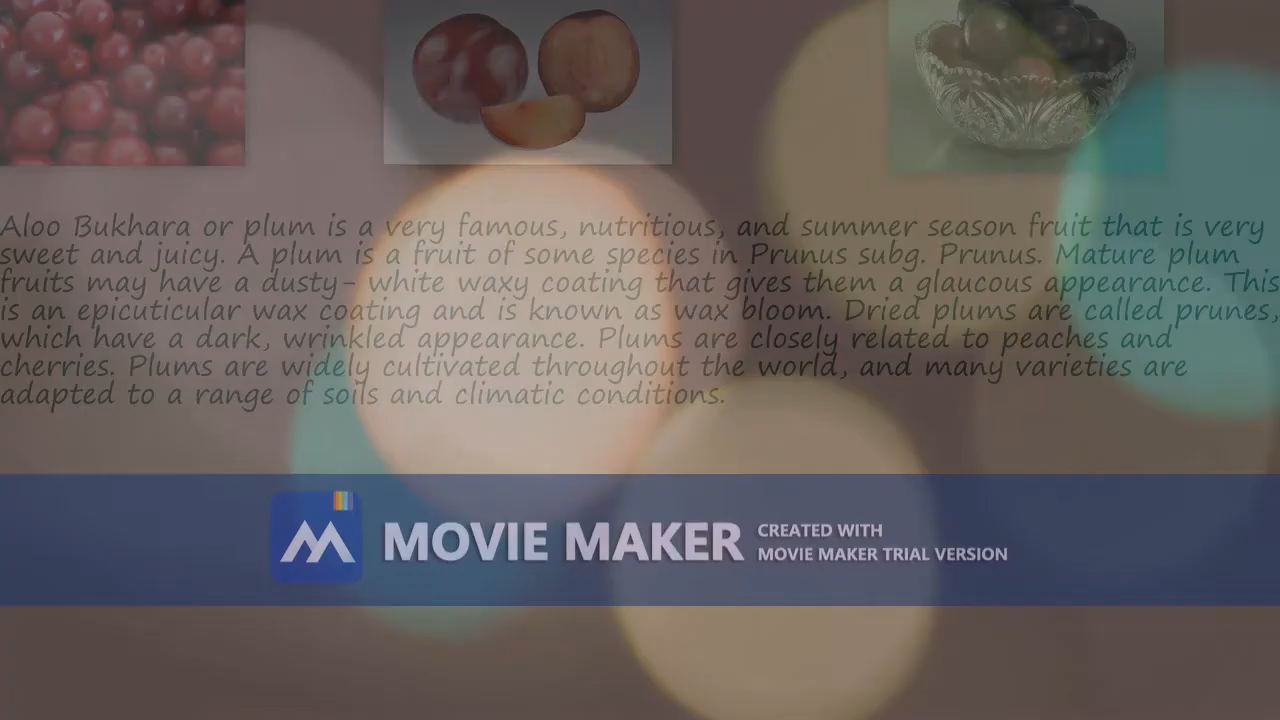 Aloo Bukhara or plum is a very famous, nutritious, and summer season fruit that is very
sweet and juicy. A plum is a fruit of some species in Prunus subg. Prunus. Mature plum
fruits may have a dusty- white waxy coating that gives them a glaucous appearance. This
is an epicuticular wax coating and is known as wax bloom. Dried plums are called prunes,
which have a dark, wrinkled appearance. Plums are closely related to peaches and
cherries. Plums are widely cultivated throughout the world, and many varieties are
adapted to a range of soils and climatic conditions.
MOVIE MAKER
CREATED WITH
MOVIE MAKER TRIAL VERSION